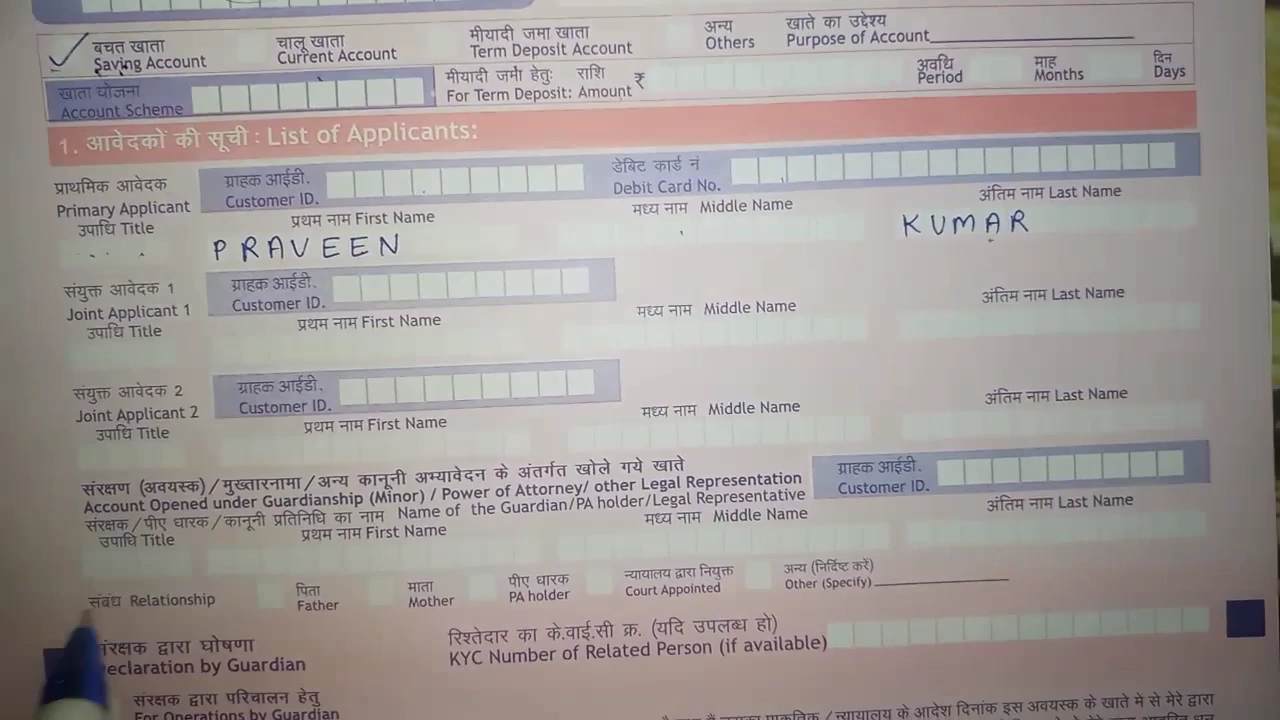 बचत खाता चालू खाता मीयादी जमा खाता अन्य खाते का उद्देश्य
Saving Account Current Account Term Deposit Account Others Purpose of Account
खाता योजना मीयादी जमा हेतुः राशि ₹ अवधि माह दिन
Account Scheme For Term Deposit: Amount Period Months Days
1. आवेदकों की सूची : List of Applicants:
प्राथमिक आवेदक ग्राहक आईडी. डेबिट कार्ड नं
Primary Applicant Customer ID. Debit Card No.
उपाधि Title प्रथम नाम First Name मध्य नाम Middle Name अंतिम नाम Last Name
PRAVEEN KUMAR
संयुक्त आवेदक 1 ग्राहक आईडी.
Joint Applicant 1 Customer ID.
उपाधि Title प्रथम नाम First Name मध्य नाम Middle Name अंतिम नाम Last Name
संयुक्त आवेदक 2 ग्राहक आईडी.
Joint Applicant 2 Customer ID.
उपाधि Title प्रथम नाम First Name मध्य नाम Middle Name अंतिम नाम Last Name
संरक्षण (अवयस्क) / मुख्तारनामा / अन्य कानूनी अभ्यावेदन के अंतर्गत खोले गये खाते ग्राहक आईडी.
Account Opened under Guardianship (Minor) / Power of Attorney/ other Legal Representation Customer ID.
संरक्षक / पीए धारक / कानूनी प्रतिनिधि का नाम Name of the Guardian/PA holder/Legal Representative
उपाधि Title प्रथम नाम First Name मध्य नाम Middle Name अंतिम नाम Last Name
संबंध Relationship पिता माता पीए धारक न्यायालय द्वारा नियुक्त अन्य (निर्दिष्ट करें)
Father Mother PA holder Court Appointed Other (Specify)
संरक्षक द्वारा घोषणा रिश्तेदार का के.वाई.सी क्र. (यदि उपलब्ध हो)
eclaration by Guardian KYC Number of Related Person (if available)
संरक्षक द्वारा परिचालन हेतु
For Operations by Guardian / न्यायालय के आदेश दिनांक इस अवयस्क के खाते में से मेरे द्वारा